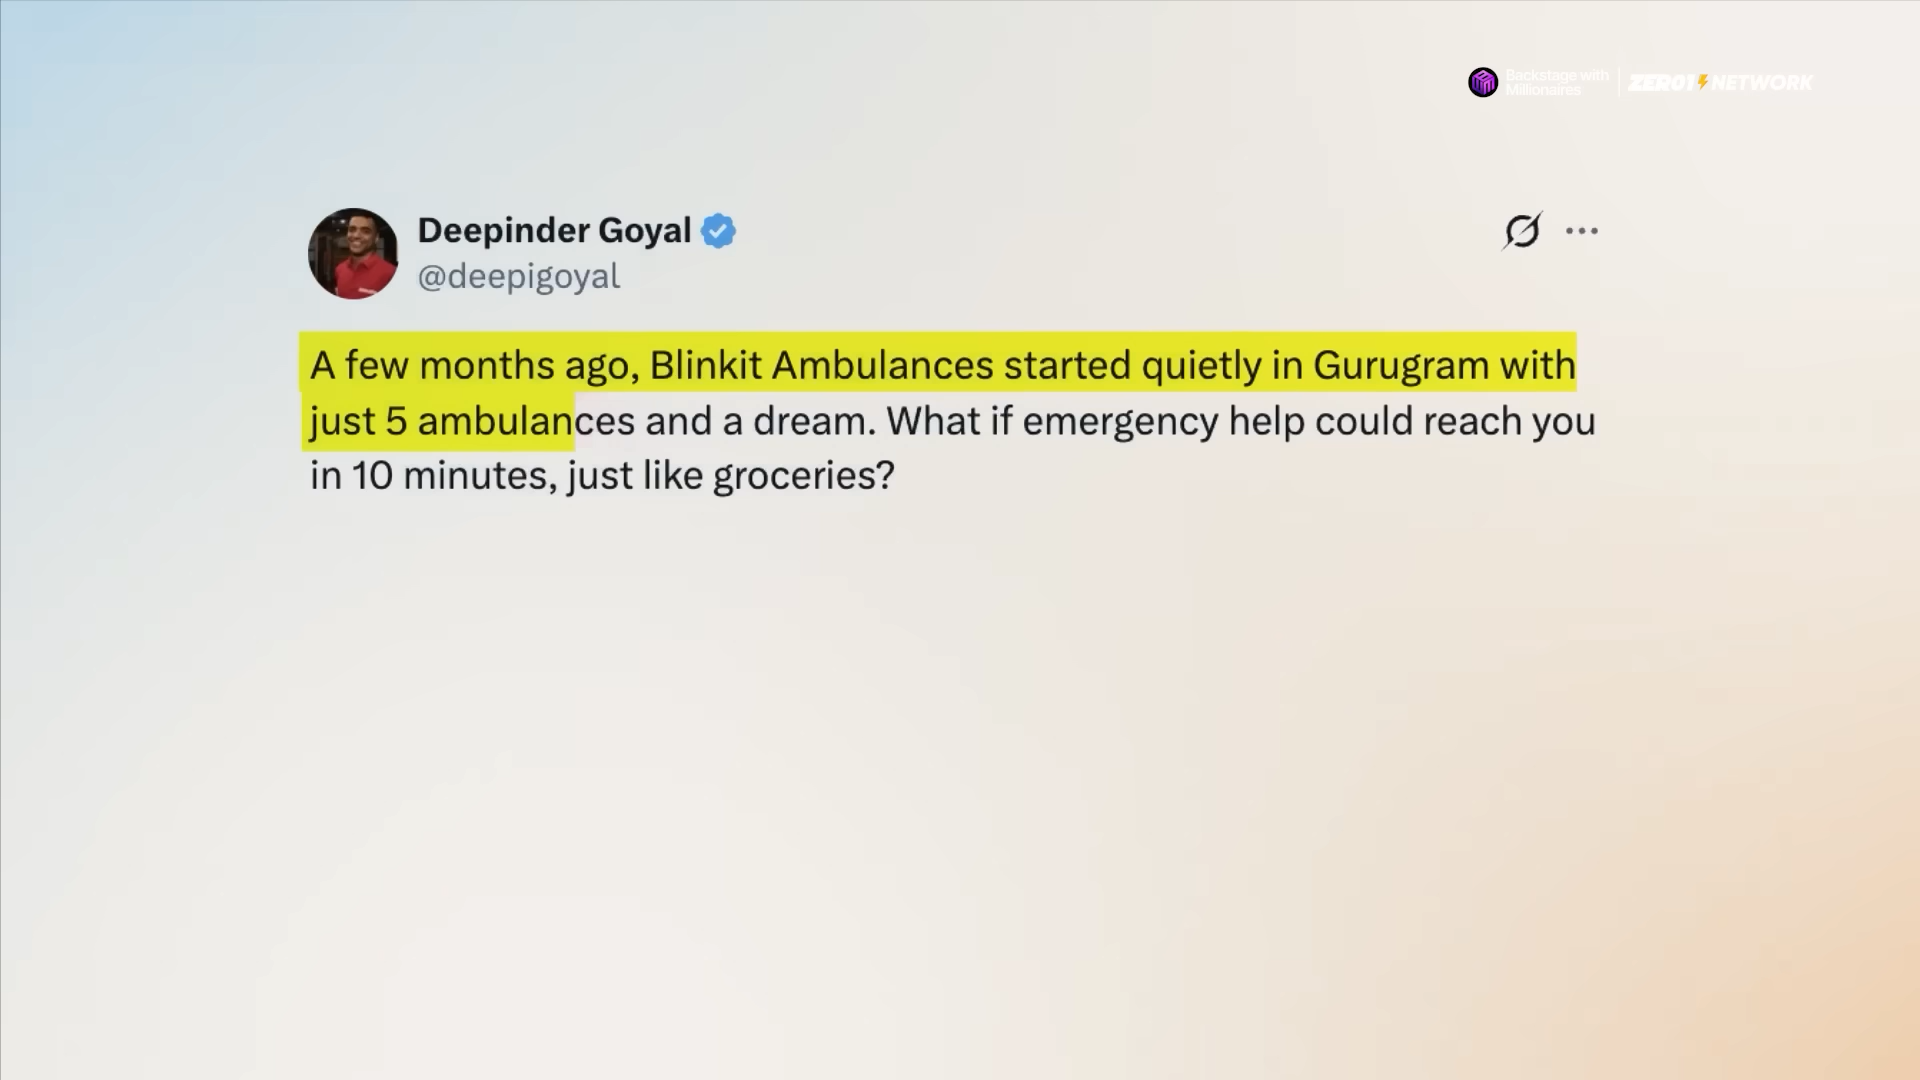 Backstage with
Millionaires
ZERO1 NETWORK
Deepinder Goyal
@deepigoyal
A few months ago, Blinkit Ambulances started quietly in Gurugram with
just 5 ambulances and a dream. What if emergency help could reach you
in 10 minutes, just like groceries?